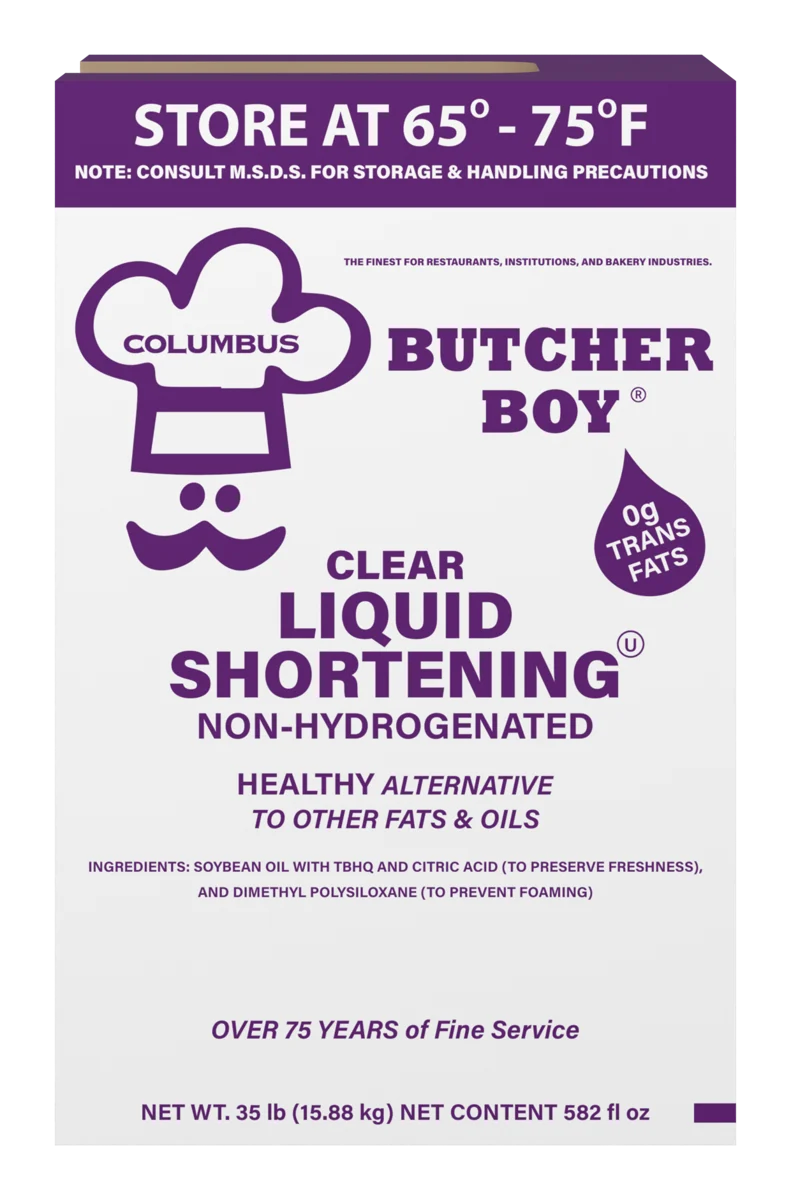 STORE AT 65° - 75°F
NOTE: CONSULT M.S.D.S. FOR STORAGE & HANDLING PRECAUTIONS
THE FINEST FOR RESTAURANTS, INSTITUTIONS, AND BAKERY INDUSTRIES.
COLUMBUS
BUTCHER
BOY®
0g
TRANS
FATS
CLEAR
LIQUID
SHORTENING Ⓤ
NON-HYDROGENATED
HEALTHY ALTERNATIVE
TO OTHER FATS & OILS
INGREDIENTS: SOYBEAN OIL WITH TBHQ AND CITRIC ACID (TO PRESERVE FRESHNESS),
AND DIMETHYL POLYSILOXANE (TO PREVENT FOAMING)
OVER 75 YEARS of Fine Service
NET WT. 35 lb (15.88 kg) NET CONTENT 582 fl oz